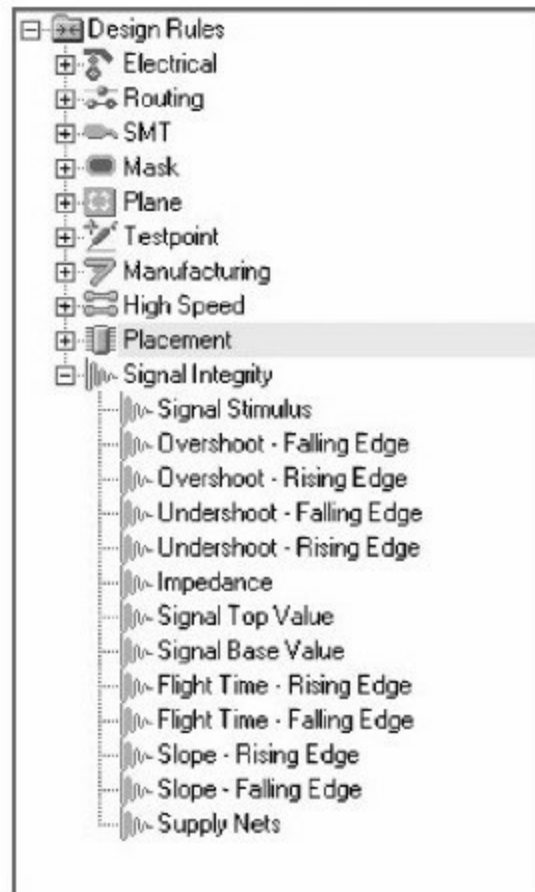 Design Rules
Electrical
Routing
SMT
Mask
Plane
Testpoint
Manufacturing
High Speed
Placement
Signal Integrity
Signal Stimulus
Overshoot - Falling Edge
Overshoot - Rising Edge
Undershoot - Falling Edge
Undershoot - Rising Edge
Impedance
Signal Top Value
Signal Base Value
Flight Time - Rising Edge
Flight Time - Falling Edge
Slope - Rising Edge
Slope - Falling Edge
Supply Nets